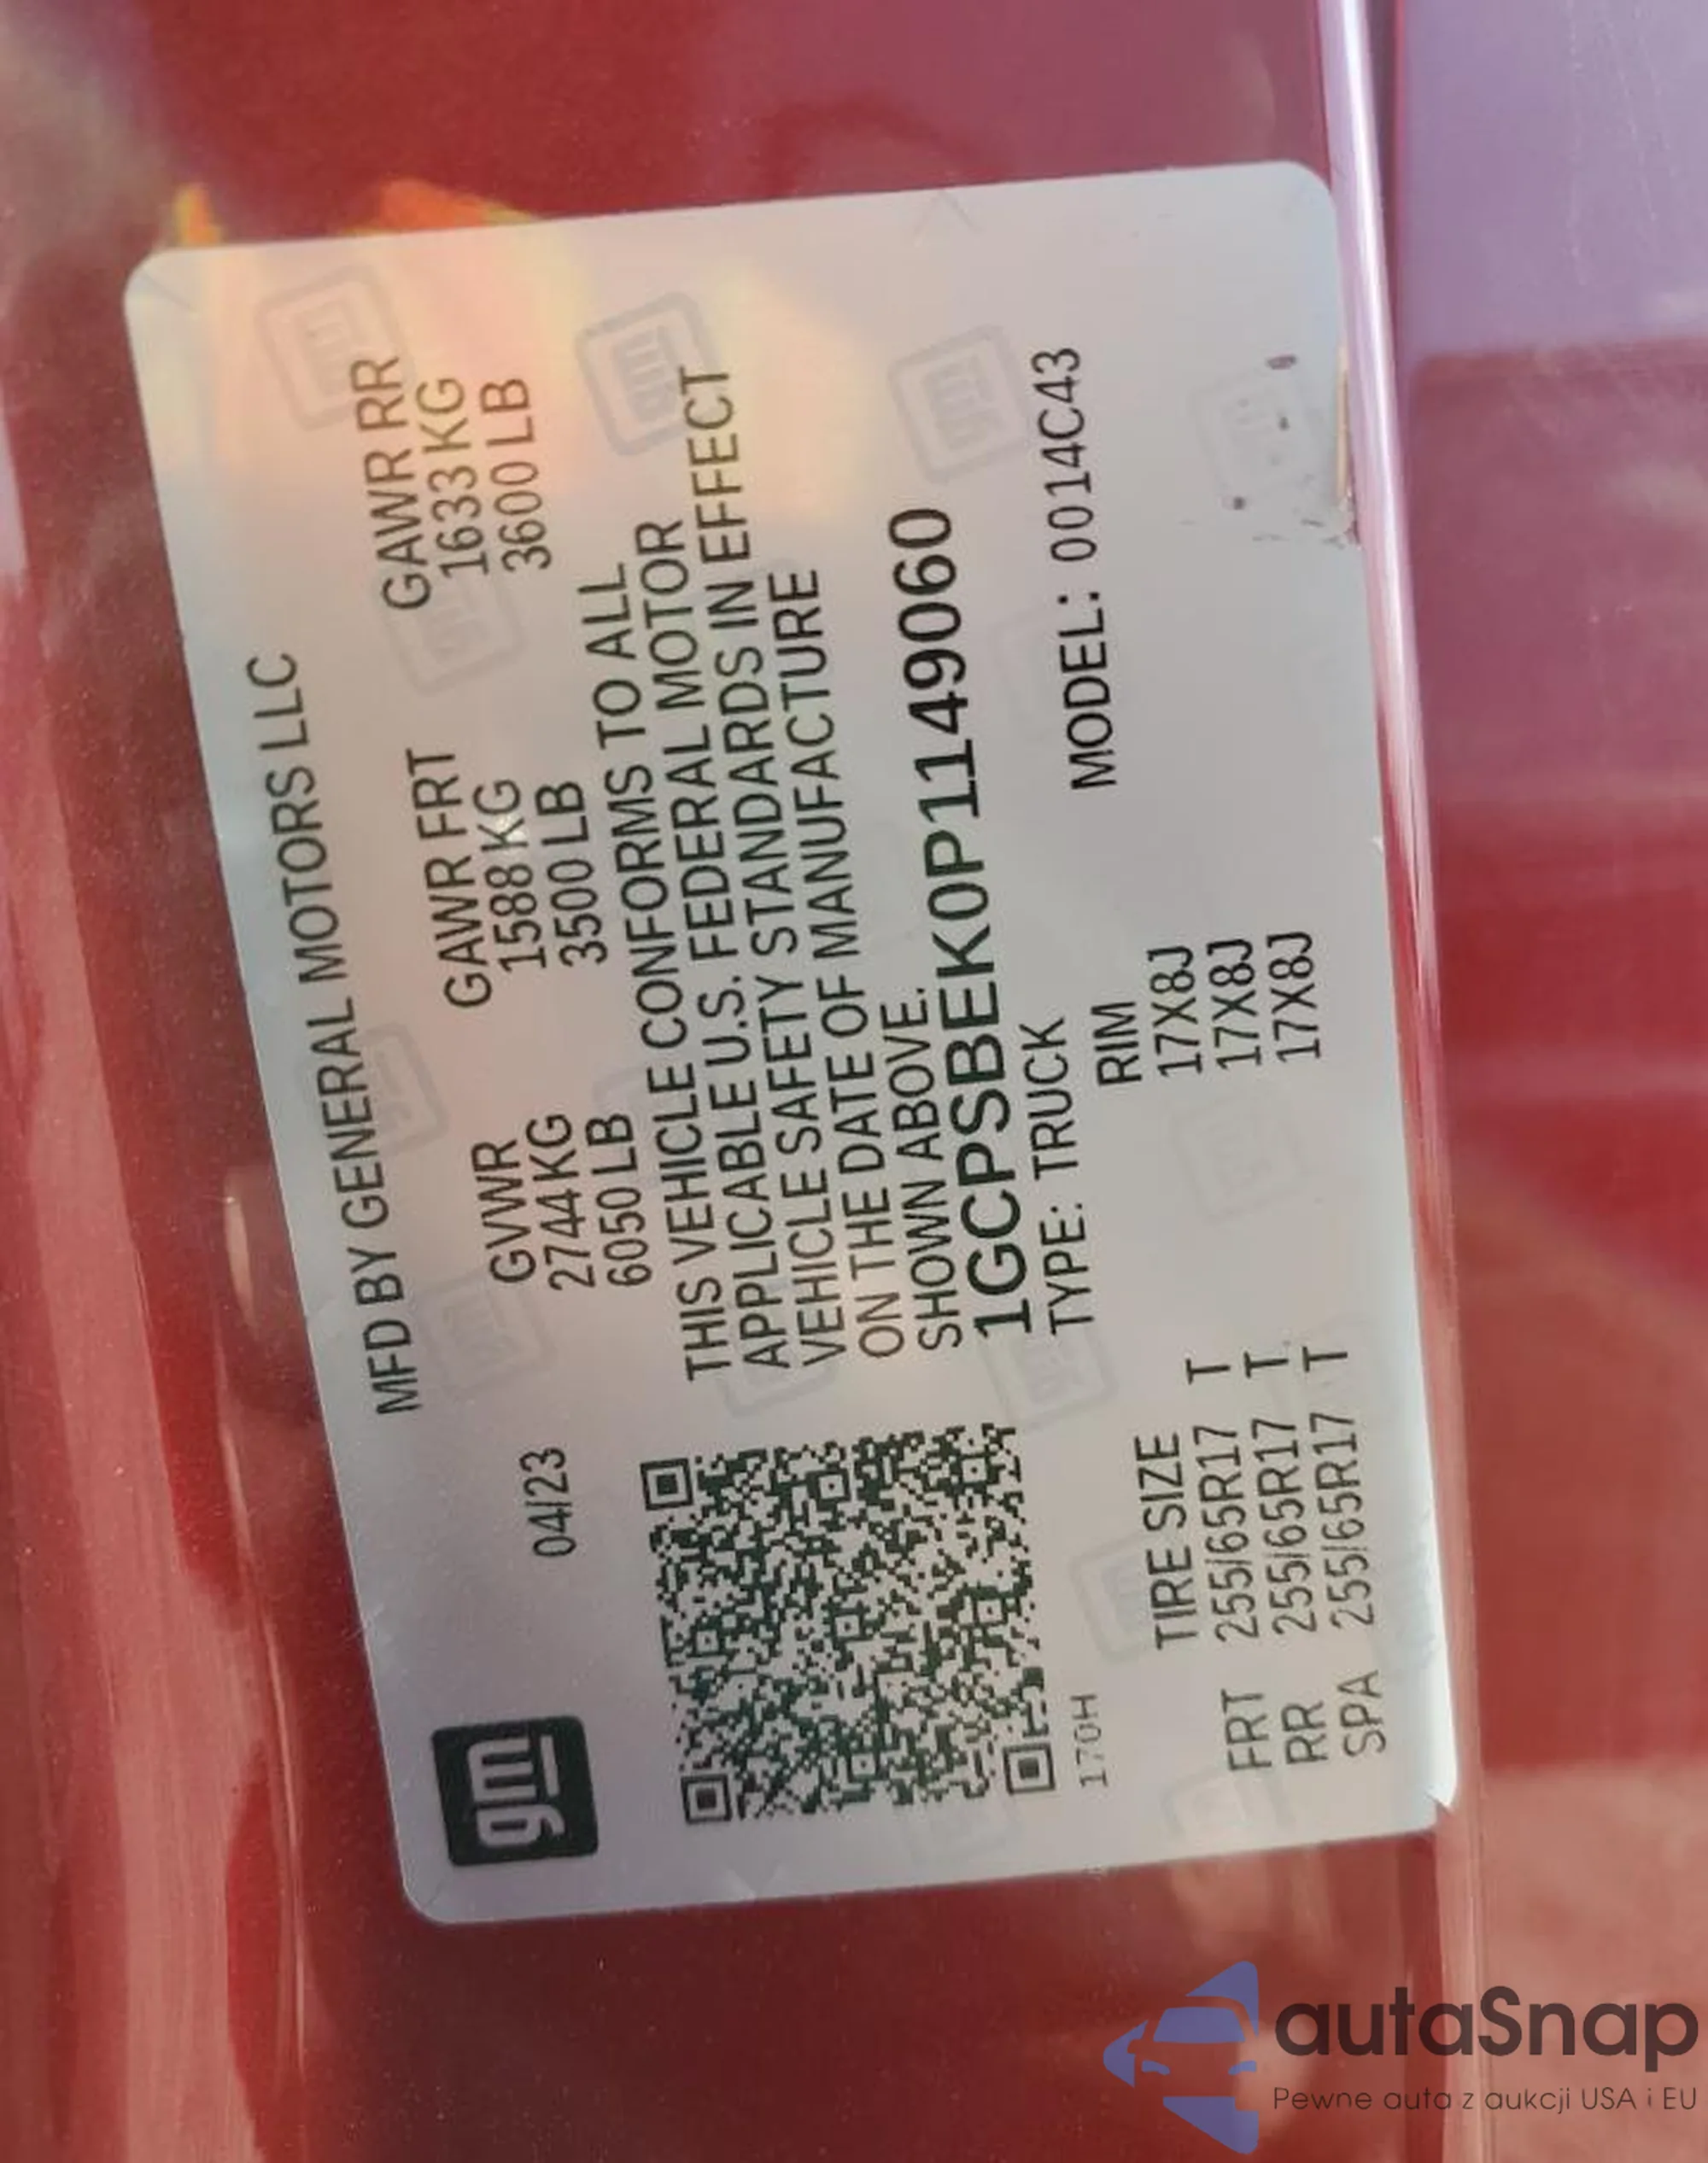 gm
MFD BY GENERAL MOTORS LLC
04/23
GVWR GAWR FRT GAWR RR
2744 KG 1588 KG 1633 KG
6050 LB 3500 LB 3600 LB
THIS VEHICLE CONFORMS TO ALL
APPLICABLE U.S. FEDERAL MOTOR
VEHICLE SAFETY STANDARDS IN EFFECT
ON THE DATE OF MANUFACTURE
SHOWN ABOVE.
1GCPSBEK0P1149060
TYPE: TRUCK MODEL: 0014C43
170H
TIRE SIZE RIM
FRT 255/65R17 T 17X8J
RR 255/65R17 T 17X8J
SPA 255/65R17 T 17X8J
autaSnap
Pewne auta z aukcji USA i EU